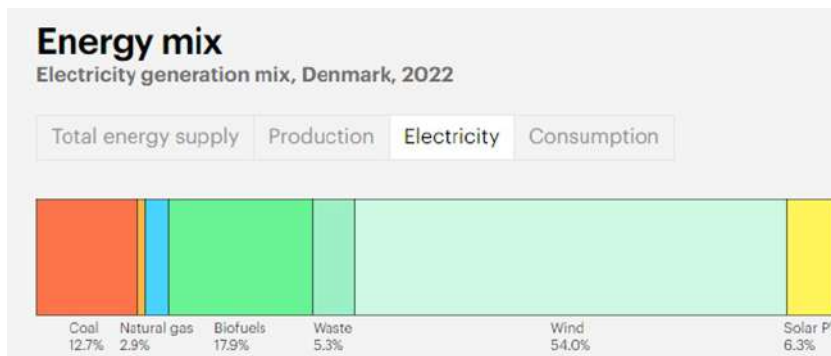 Energy mix
Electricity generation mix, Denmark, 2022
Total energy supply Production Electricity Consumption
Coal Natural gas Biofuels Waste Wind Solar P
12.7% 2.9% 17.9% 5.3% 54.0% 6.3%